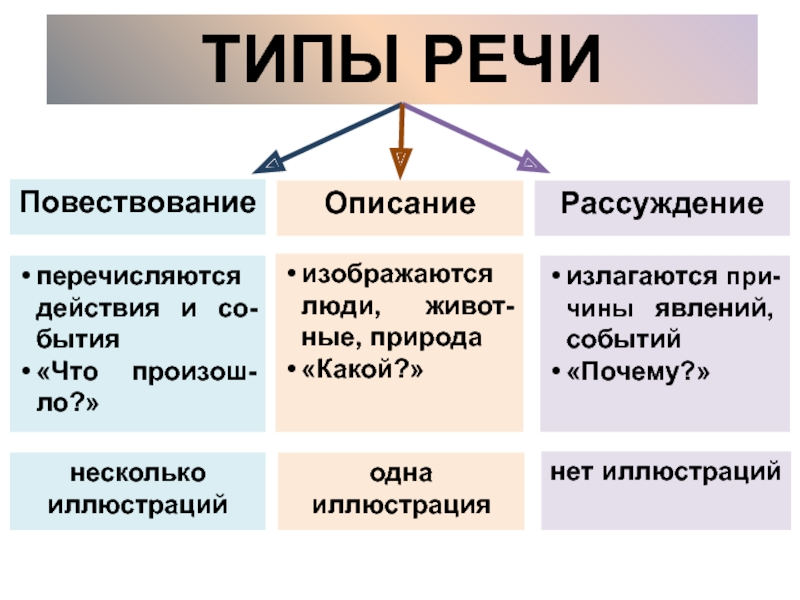 ТИПЫ РЕЧИ
Повествование
• перечисляются
действия и со-
бытия
• «Что произош-
ло?»
несколько
иллюстраций
Описание
• изображаются
люди, живот-
ные, природа
• «Какой?»
одна
иллюстрация
Рассуждение
• излагаются при-
чины явлений,
событий
• «Почему?»
нет иллюстраций